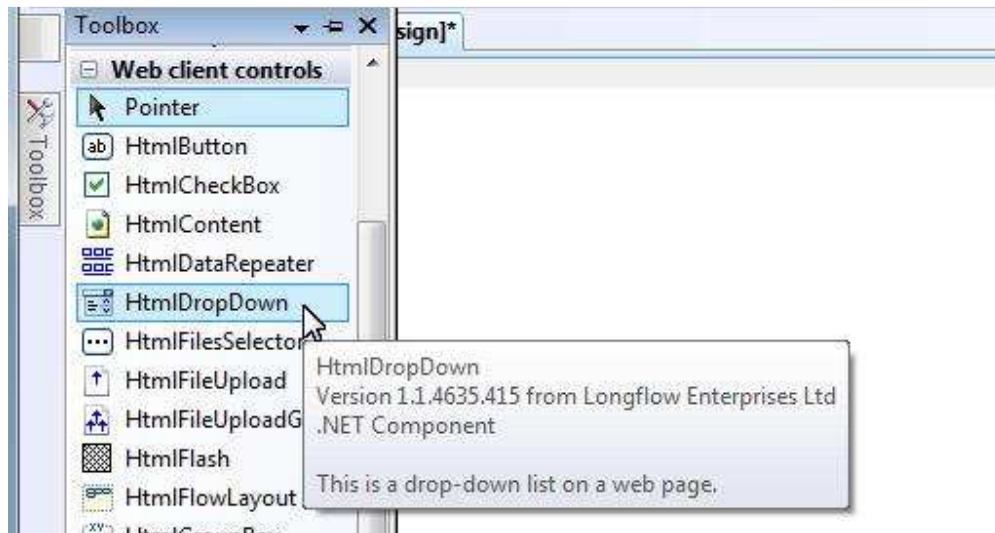 Toolbox
sign]*
Web client controls
Pointer
Toolbox
ab HtmlButton
HtmlCheckBox
HtmlContent
HtmlDataRepeater
HtmlDropDown
HtmlFilesSelector
HtmlFileUpload
HtmlFileUploadG
HtmlFlash
HtmlFlowLayout
HtmlDropDown
Version 1.1.4635.415 from Longflow Enterprises Ltd
.NET Component
This is a drop-down list on a web page.